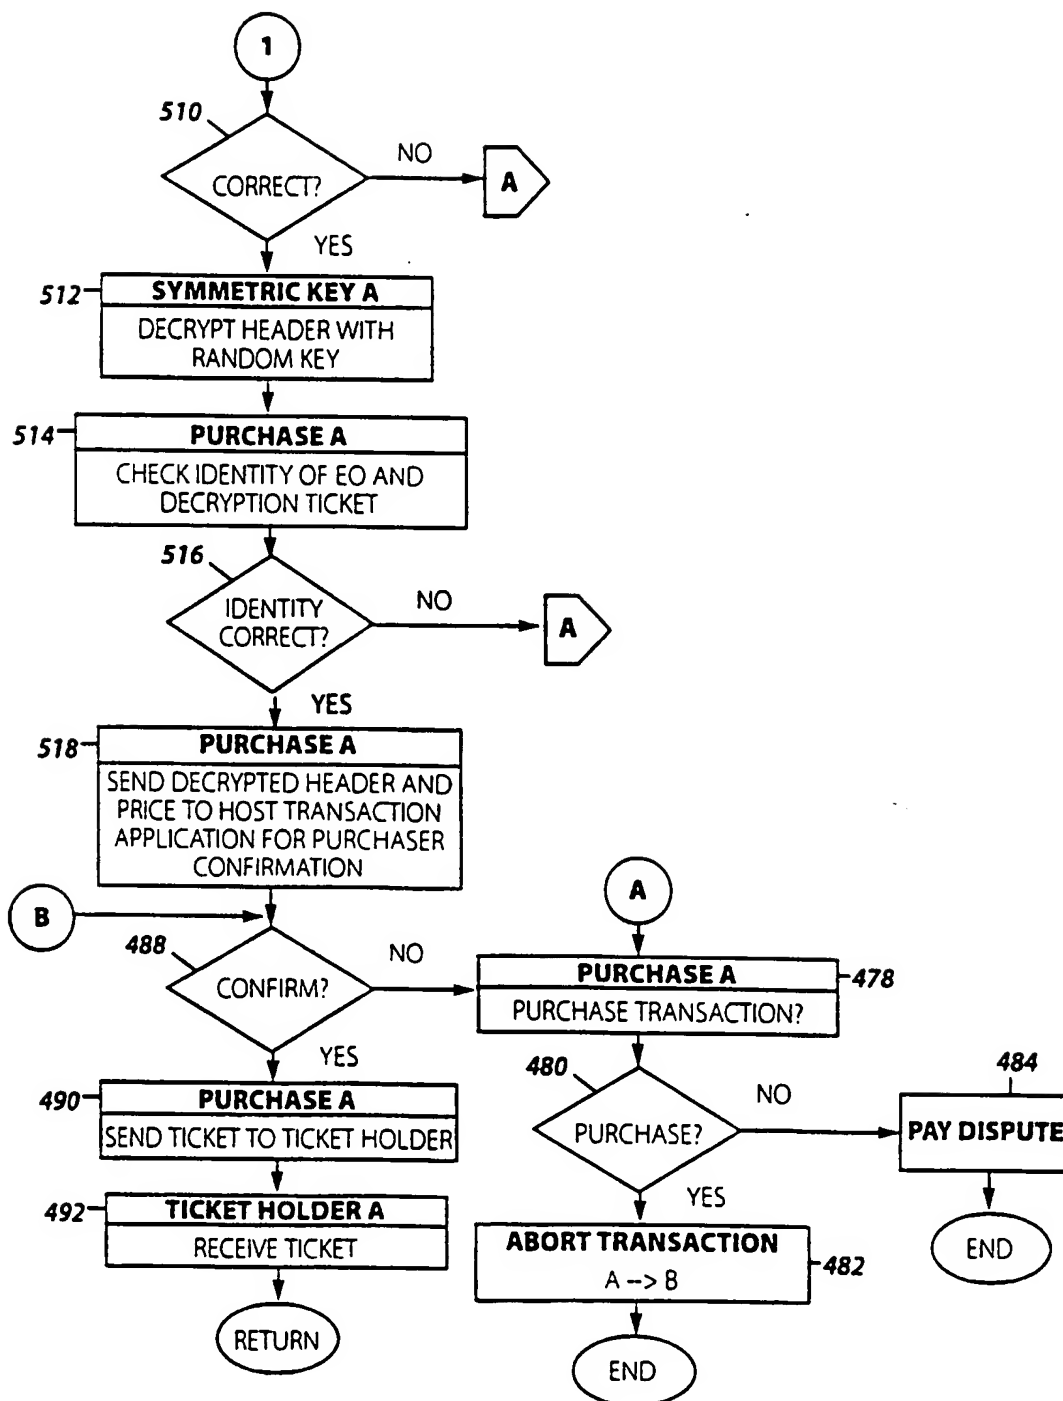 1
510
CORRECT?
NO
A
YES
512
SYMMETRIC KEY A
DECRYPT HEADER WITH
RANDOM KEY
514
PURCHASE A
CHECK IDENTITY OF EO AND
DECRYPTION TICKET
516
IDENTITY
CORRECT?
NO
A
YES
518
PURCHASE A
SEND DECRYPTED HEADER AND
PRICE TO HOST TRANSACTION
APPLICATION FOR PURCHASER
CONFIRMATION
B
488
CONFIRM?
NO
YES
490
PURCHASE A
SEND TICKET TO TICKET HOLDER
492
TICKET HOLDER A
RECEIVE TICKET
RETURN
A
PURCHASE A
478
PURCHASE TRANSACTION?
480
PURCHASE?
NO
484
PAY DISPUTE
END
YES
ABORT TRANSACTION
A --> B
482
END